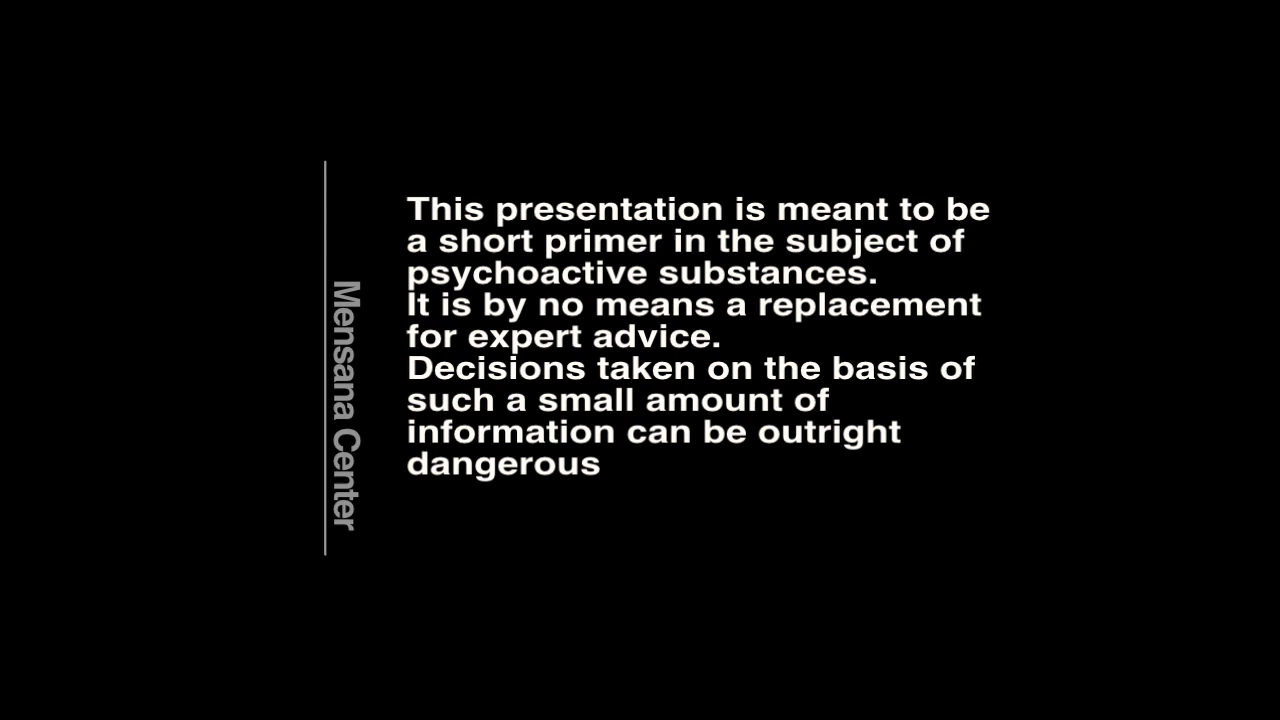 Mensana Center
This presentation is meant to be
a short primer in the subject of
psychoactive substances.
It is by no means a replacement
for expert advice.
Decisions taken on the basis of
such a small amount of
information can be outright
dangerous